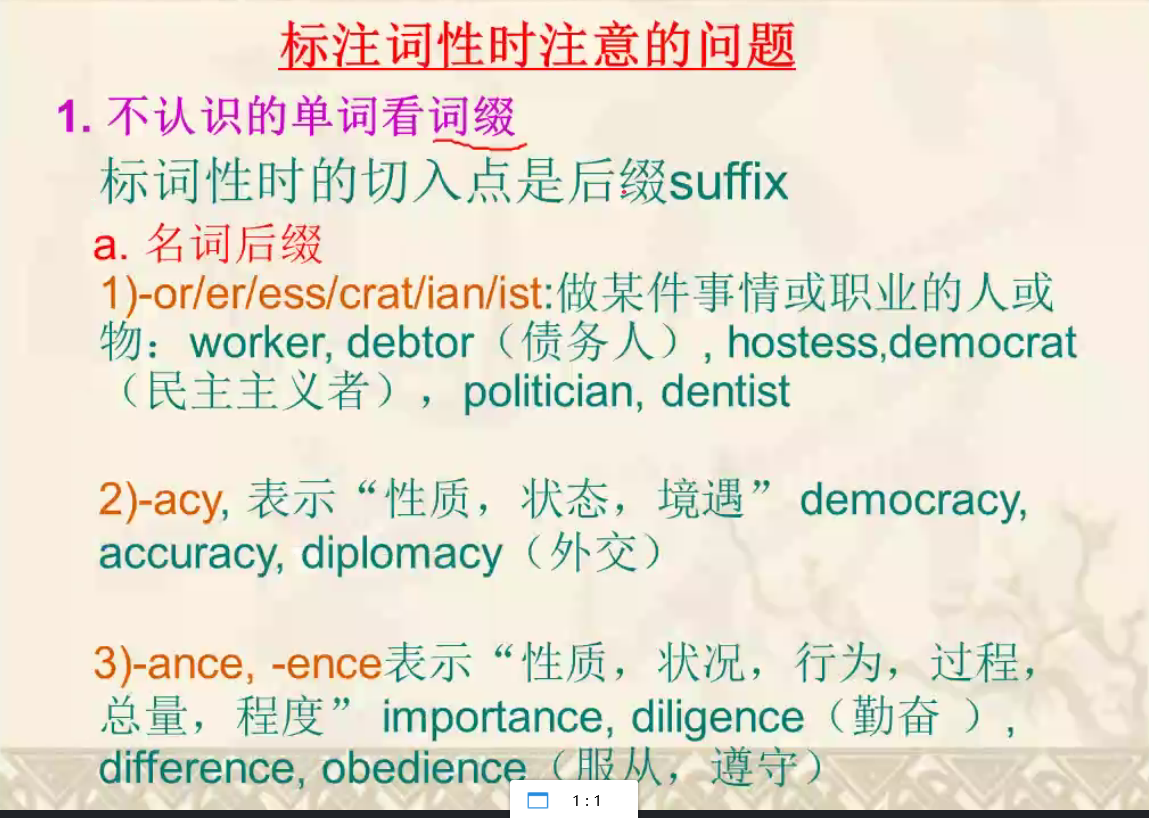 标注词性时注意的问题
1. 不认识的单词看词缀
标词性时的切入点是后缀suffix
a. 名词后缀
1)-or/er/ess/crat/ian/ist:做某件事情或职业的人或
物：worker, debtor（债务人）, hostess,democrat
（民主主义者），politician, dentist
2)-acy, 表示“性质，状态，境遇” democracy,
accuracy, diplomacy（外交）
3)-ance, -ence表示“性质，状况，行为，过程，
总量，程度” importance, diligence（勤奋 ）,
difference, obedience（服从，遵守）
1:1